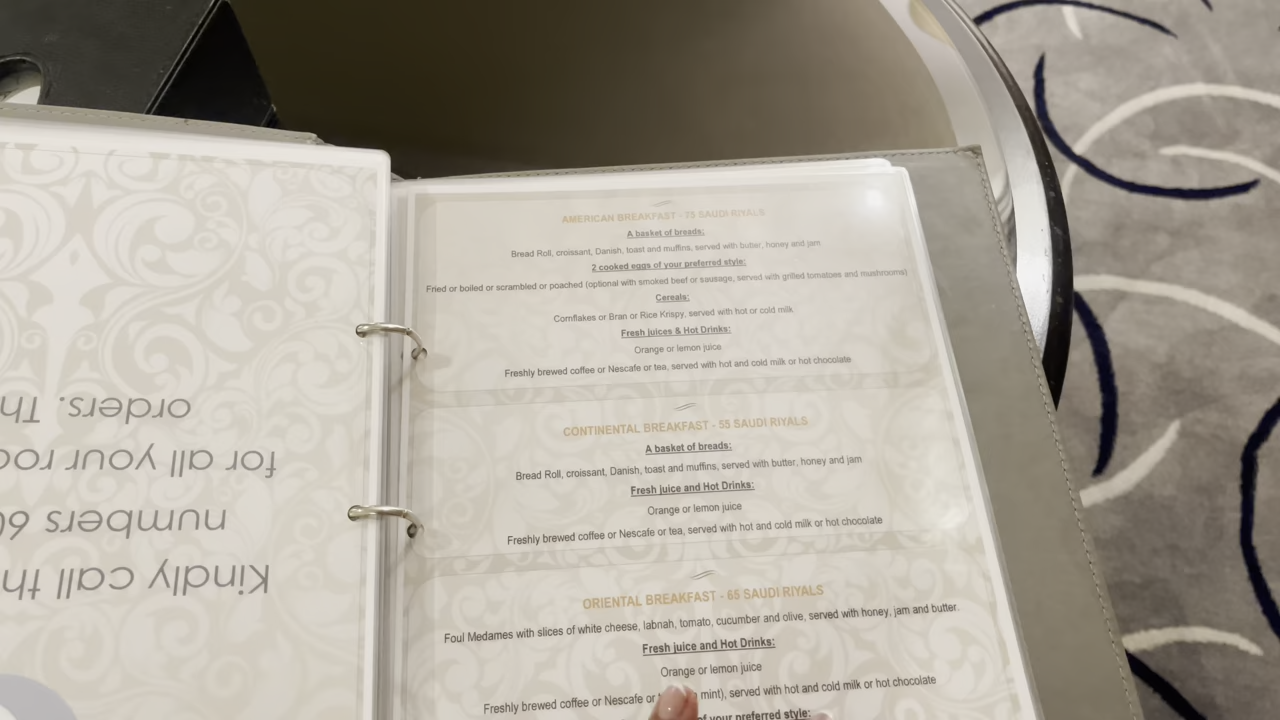 AMERICAN BREAKFAST - 75 SAUDI RIYALS
A basket of breads:
Bread Roll, croissant, Danish, toast and muffins, served with butter, honey and jam
2 cooked eggs of your preferred style:
Fried or boiled or scrambled or poached (optional with smoked beef or sausage, served with grilled tomatoes and mushrooms)
Cereals:
Cornflakes or Bran or Rice Krispy, served with hot or cold milk
Fresh juices & Hot Drinks:
Orange or lemon juice
Freshly brewed coffee or Nescafe or tea, served with hot and cold milk or hot chocolate
CONTINENTAL BREAKFAST - 55 SAUDI RIYALS
A basket of breads:
Bread Roll, croissant, Danish, toast and muffins, served with butter, honey and jam
Fresh juice and Hot Drinks:
Orange or lemon juice
Freshly brewed coffee or Nescafe or tea, served with hot and cold milk or hot chocolate
ORIENTAL BREAKFAST - 65 SAUDI RIYALS
Foul Medames with slices of white cheese, labnah, tomato, cucumber and olive, served with honey, jam and butter.
Fresh juice and Hot Drinks:
Orange or lemon juice
Freshly brewed coffee or Nescafe or mint), served with hot and cold milk or hot chocolate
of your preferred style:
Kindly call
numbers
for all your
orders.